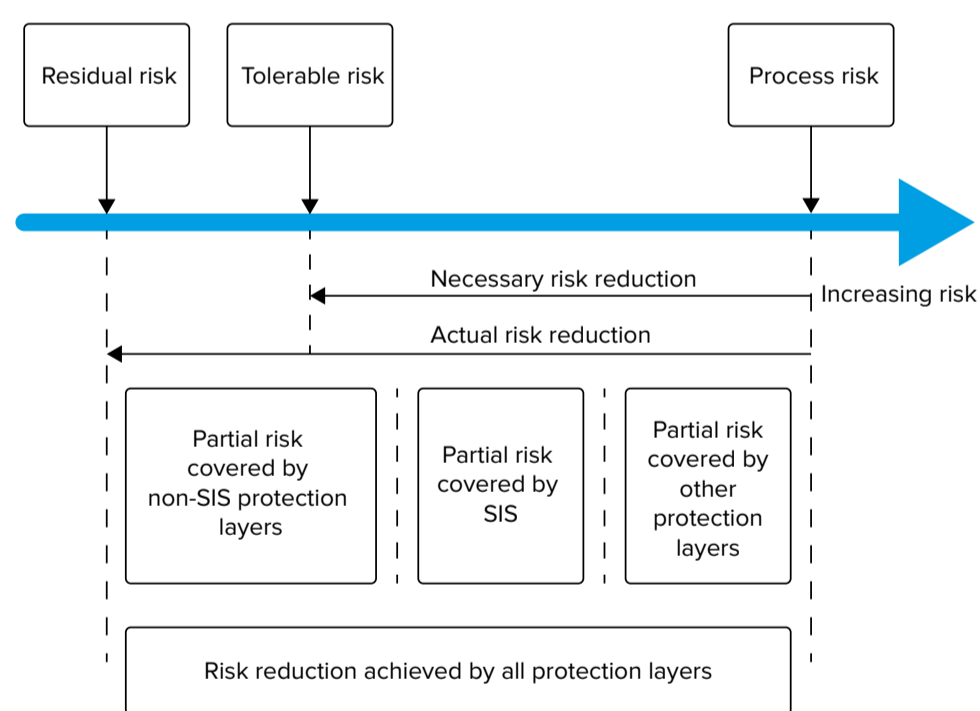 Residual risk
Tolerable risk
Process risk
Necessary risk reduction
Increasing risk
Actual risk reduction
Partial risk
covered by
non-SIS protection
layers
Partial risk
covered by
SIS
Partial risk
covered by
other
protection
layers
Risk reduction achieved by all protection layers